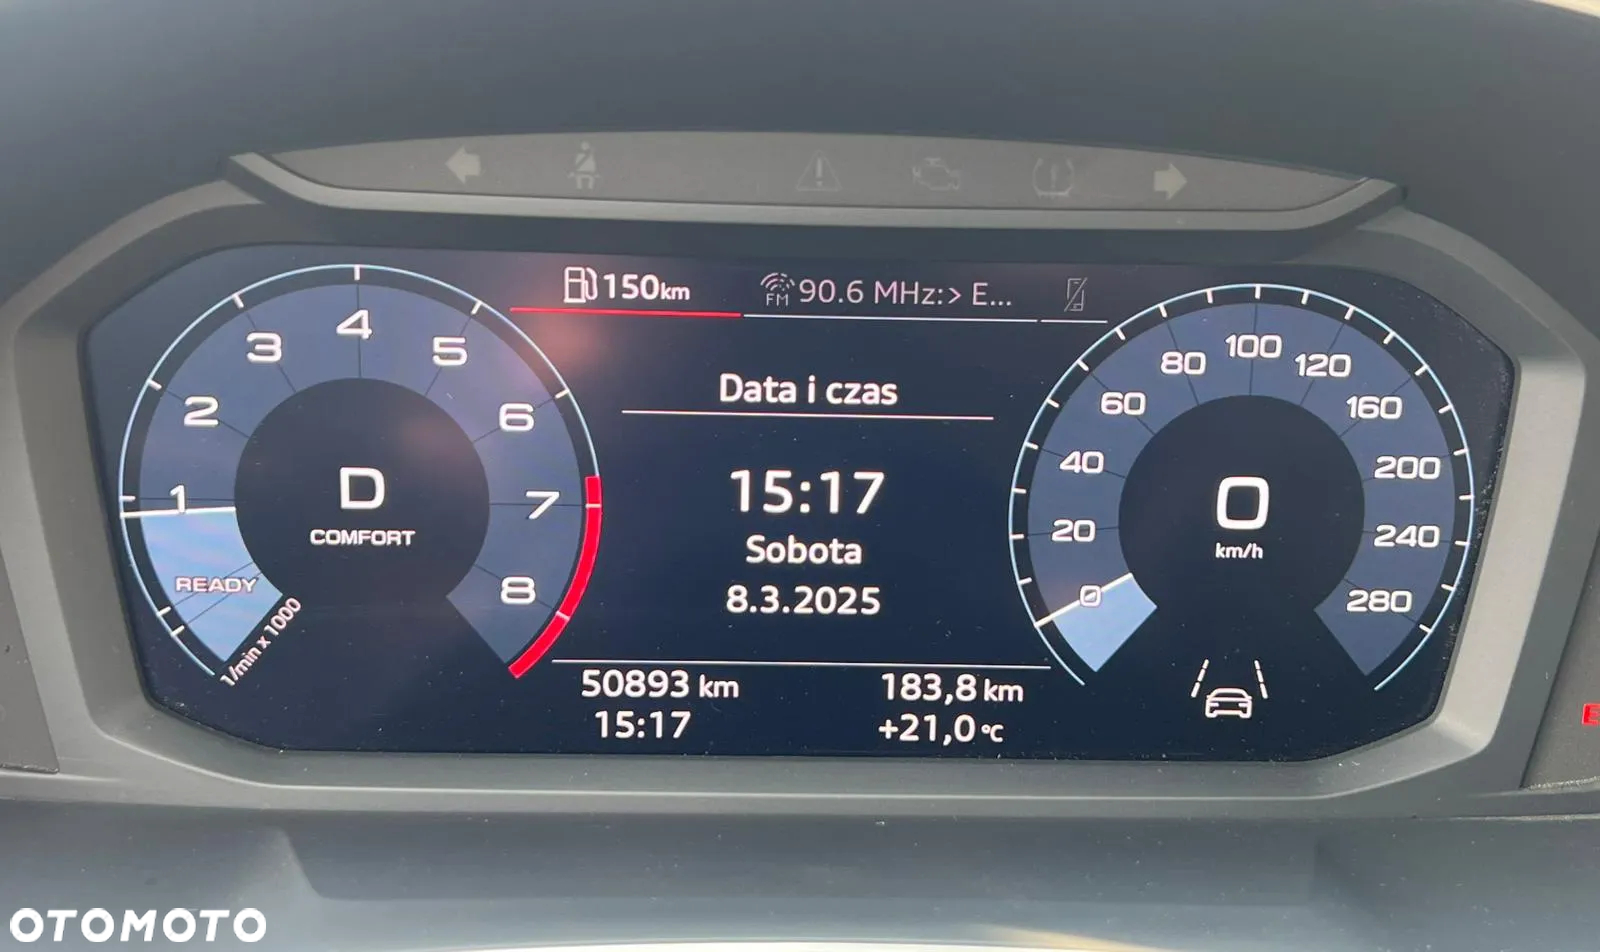 150km
FM 90.6 MHz:> E...
1
2
3
4
5
6
7
8
READY
1/min x 1000
D
COMFORT
Data i czas
15:17
Sobota
8.3.2025
0
20
40
60
80
100
120
160
200
240
280
0
km/h
50893 km
183,8 km
15:17
+21,0 °C
OTOMOTO